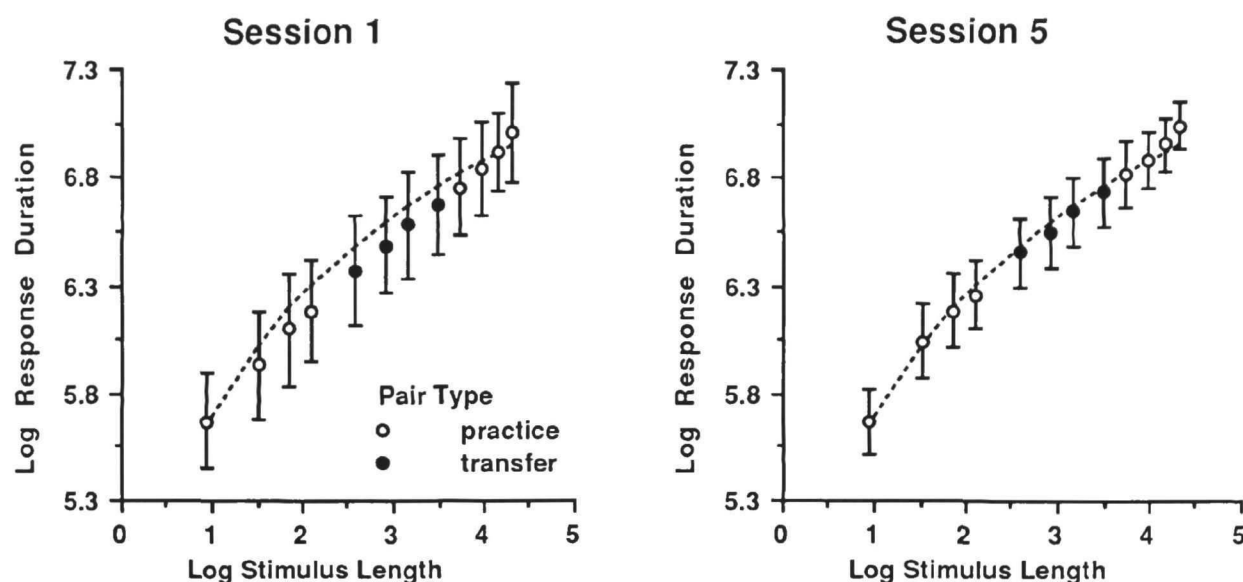 Session 1
Log Response Duration
7.3
6.8
6.3
5.8
5.3
0 1 2 3 4 5
Log Stimulus Length
Pair Type
practice
transfer
Session 5
Log Response Duration
7.3
6.8
6.3
5.8
5.3
0 1 2 3 4 5
Log Stimulus Length